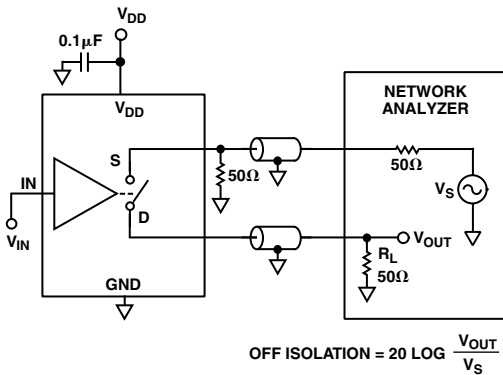 V_DD
0.1μF
V_DD
NETWORK
ANALYZER
S
50Ω
50Ω
V_S
IN
D
V_IN
V_OUT
R_L
50Ω
GND
OFF ISOLATION = 20 LOG V_OUT / V_S